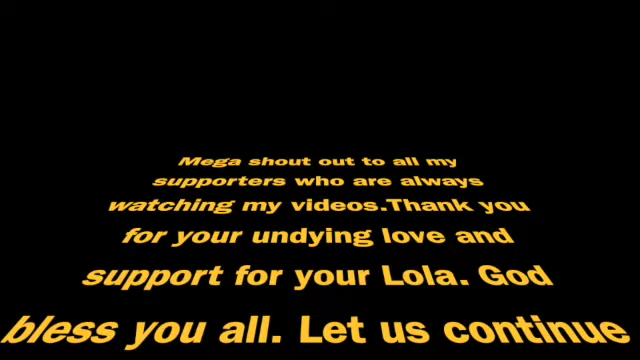 Mega shout out to all my
supporters who are always
watching my videos.Thank you
for your undying love and
support for your Lola. God
bless you all. Let us continue